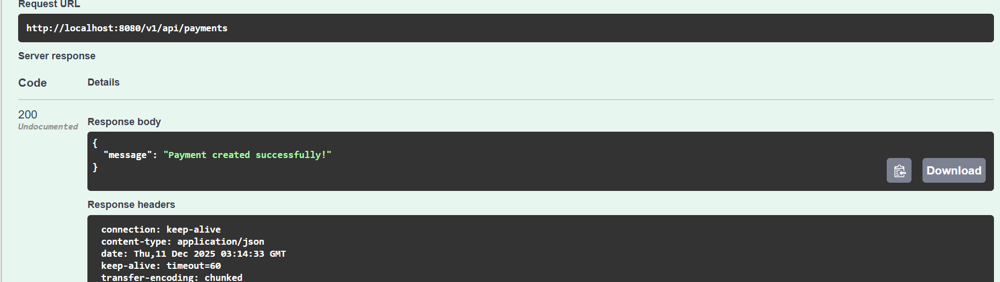 Request URL
http://localhost:8080/v1/api/payments
Server response
Code Details
200
Undocumented
Response body
{
"message": "Payment created successfully!"
}
Download
Response headers
connection: keep-alive
content-type: application/json
date: Thu,11 Dec 2025 03:14:33 GMT
keep-alive: timeout=60
transfer-encoding: chunked